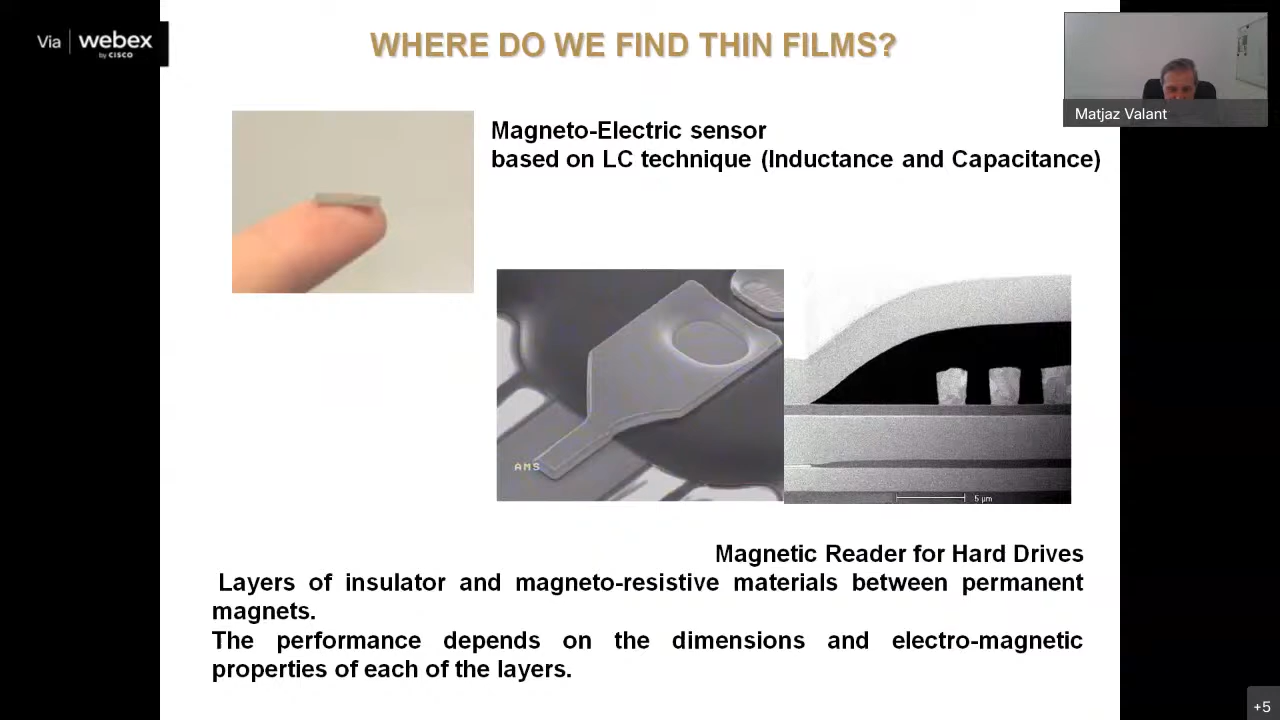 Via | webex
by CISCO
WHERE DO WE FIND THIN FILMS?
Matjaz Valant
Magneto-Electric sensor
based on LC technique (Inductance and Capacitance)
AMS
5 µm
Magnetic Reader for Hard Drives
Layers of insulator and magneto-resistive materials between permanent
magnets.
The performance depends on the dimensions and electro-magnetic
properties of each of the layers.
+5